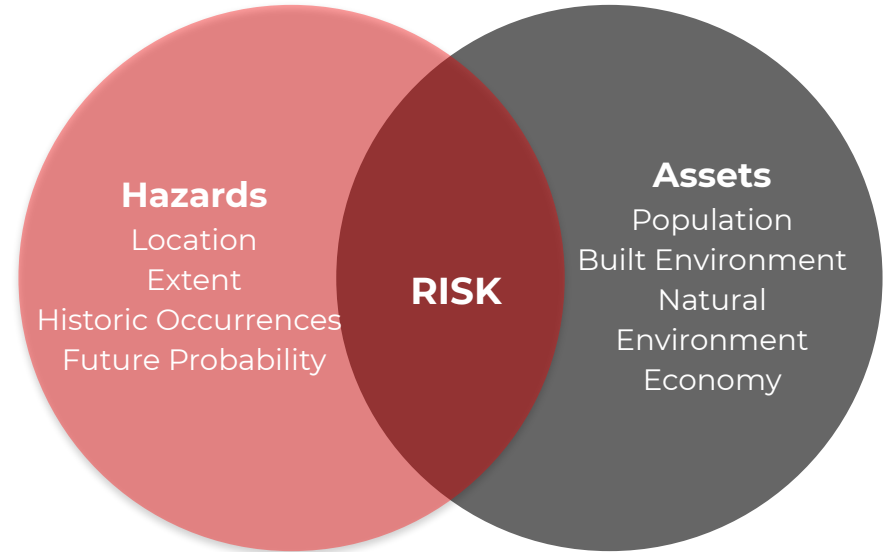 Hazards
Location
Extent
Historic Occurrences
Future Probability
RISK
Assets
Population
Built Environment
Natural
Environment
Economy